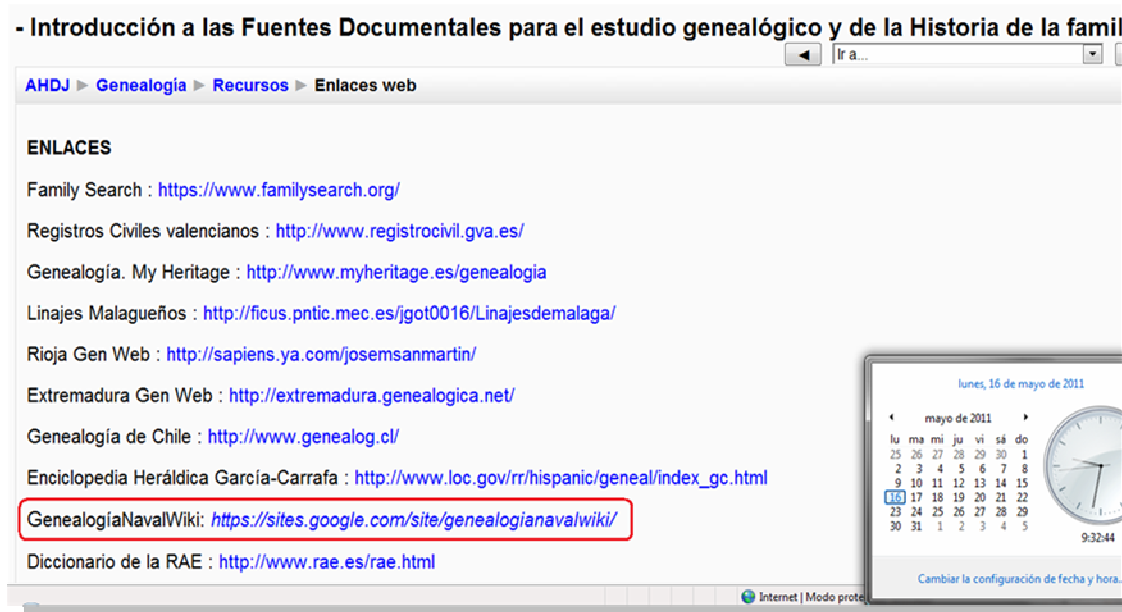 - Introducción a las Fuentes Documentales para el estudio genealógico y de la Historia de la famil
Ir a...
AHDJ ► Genealogía ► Recursos ► Enlaces web
ENLACES
Family Search : https://www.familysearch.org/
Registros Civiles valencianos : http://www.registrocivil.gva.es/
Genealogía. My Heritage : http://www.myheritage.es/genealogia
Linajes Malagueños : http://ficus.pntic.mec.es/jgot0016/Linajesdemalaga/
Rioja Gen Web : http://sapiens.ya.com/josemsanmartin/
Extremadura Gen Web : http://extremadura.genealogica.net/
Genealogía de Chile : http://www.genealog.cl/
Enciclopedia Heráldica García-Carrafa : http://www.loc.gov/rr/hispanic/geneal/index_gc.html
GenealogíaNavalWiki: https://sites.google.com/site/genealogianavalwiki/
Diccionario de la RAE : http://www.rae.es/rae.html
Internet | Modo prote
lunes, 16 de mayo de 2011
mayo de 2011
lu ma mi ju vi sá do
25 26 27 28 29 30 1
2 3 4 5 6 7 8
9 10 11 12 13 14 15
16 17 18 19 20 21 22
23 24 25 26 27 28 29
30 31 1 2 3 4 5
9:32:44
Cambiar la configuración de fecha y hora..